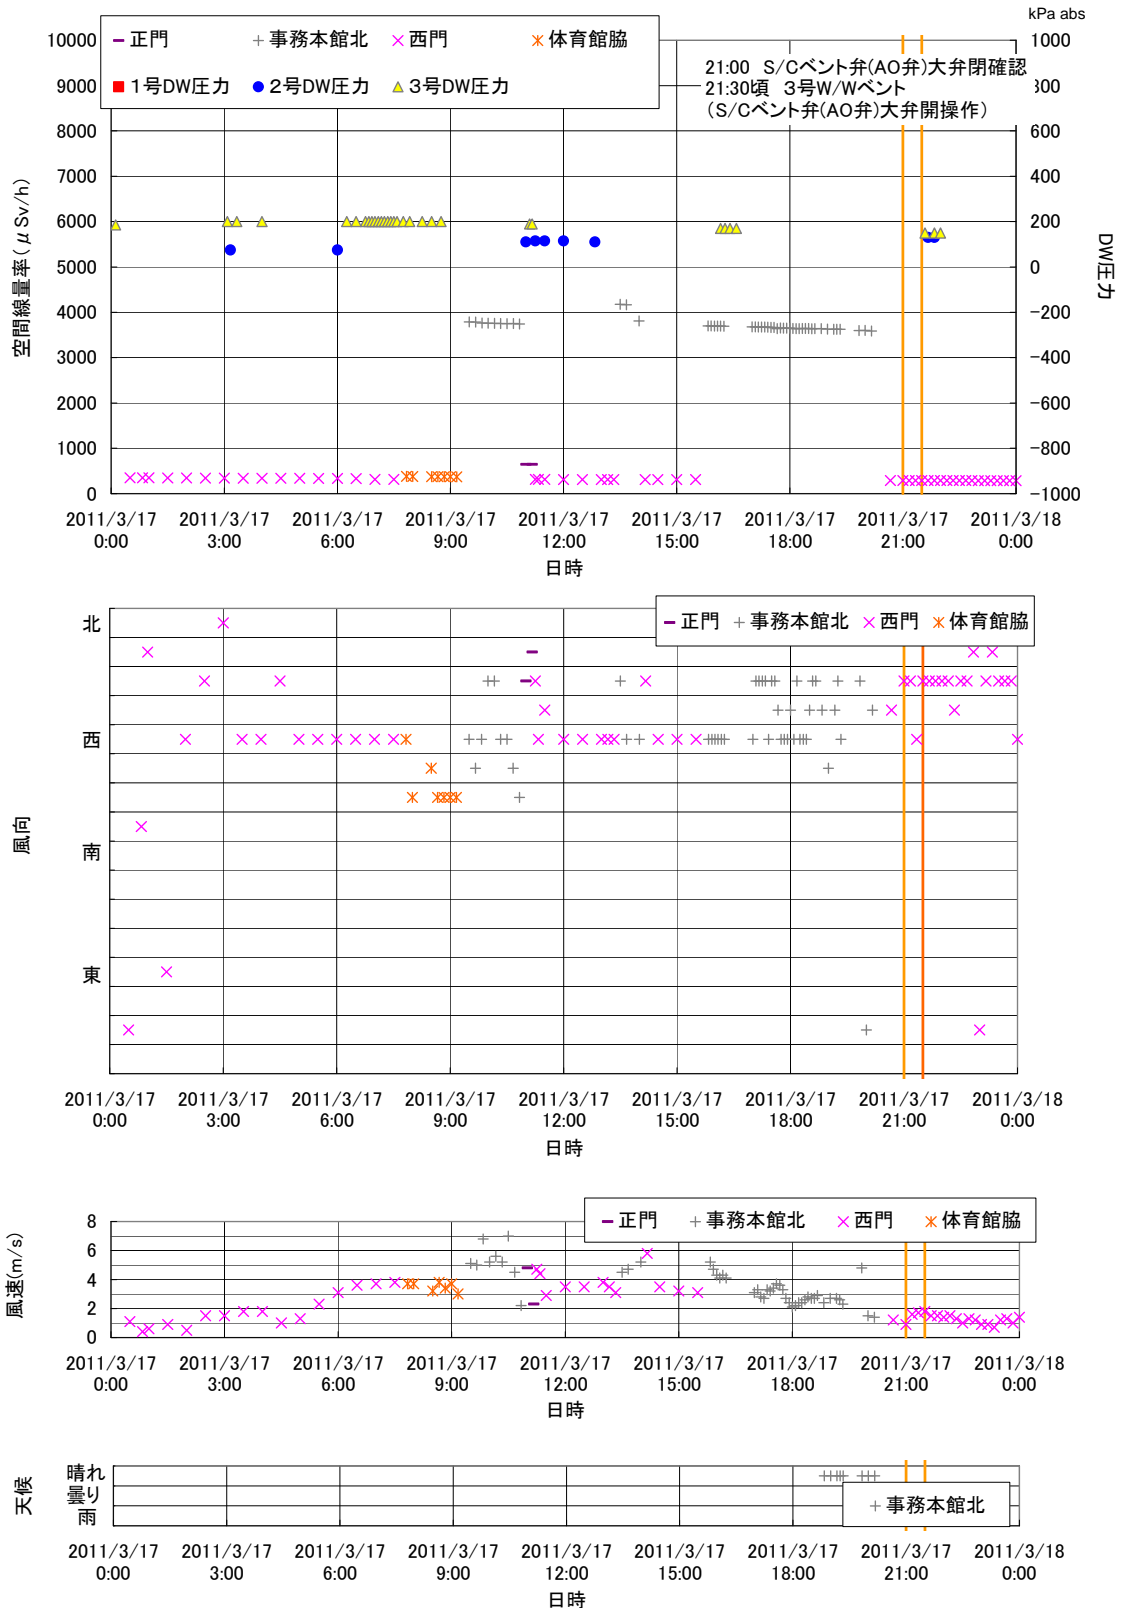 kPa abs
正門 事務本館北 西門 体育館脇
1号DW圧力 2号DW圧力 3号DW圧力
21:00 S/Cベント弁(AO弁)大弁閉確認
21:30頃 3号W/Wベント
(S/Cベント弁(AO弁)大弁開操作)
空間線量率(μSv/h)
10000
9000
8000
7000
6000
5000
4000
3000
2000
1000
0
1000
800
600
400
200
0
-200
-400
-600
-800
-1000
DW圧力
2011/3/17 2011/3/17 2011/3/17 2011/3/17 2011/3/17 2011/3/17 2011/3/17 2011/3/17 2011/3/18
0:00 3:00 6:00 9:00 12:00 15:00 18:00 21:00 0:00
日時
正門 事務本館北 西門 体育館脇
風向
北
西
南
東
2011/3/17 2011/3/17 2011/3/17 2011/3/17 2011/3/17 2011/3/17 2011/3/17 2011/3/17 2011/3/18
0:00 3:00 6:00 9:00 12:00 15:00 18:00 21:00 0:00
日時
正門 事務本館北 西門 体育館脇
風速(m/s)
8
6
4
2
0
2011/3/17 2011/3/17 2011/3/17 2011/3/17 2011/3/17 2011/3/17 2011/3/17 2011/3/17 2011/3/18
0:00 3:00 6:00 9:00 12:00 15:00 18:00 21:00 0:00
日時
天候
晴れ
曇り
雨
事務本館北
2011/3/17 2011/3/17 2011/3/17 2011/3/17 2011/3/17 2011/3/17 2011/3/17 2011/3/17 2011/3/18
0:00 3:00 6:00 9:00 12:00 15:00 18:00 21:00 0:00
日時